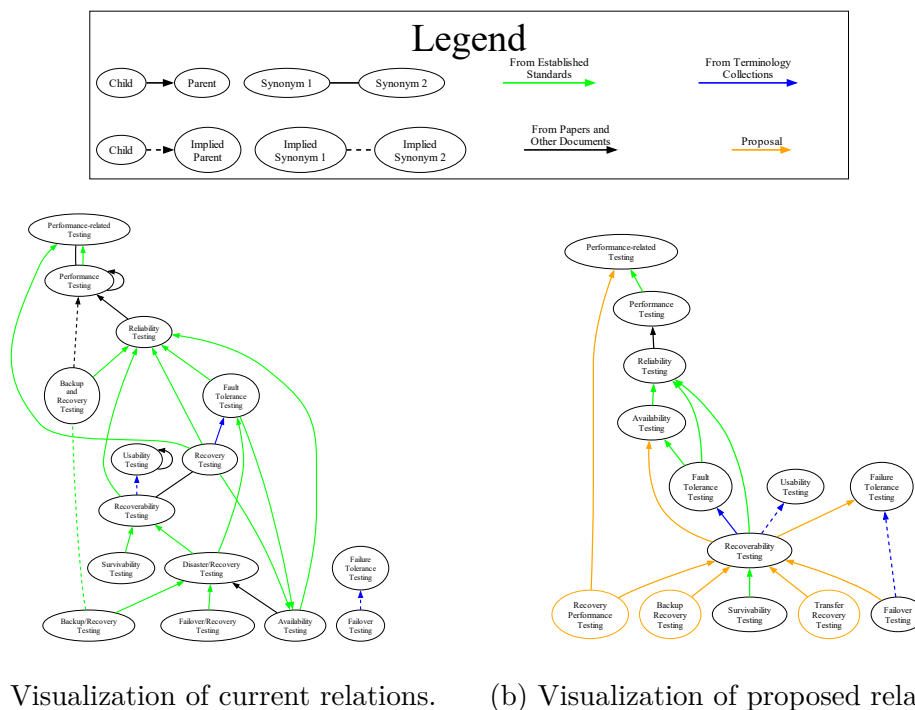 Legend
From Established
Standards
From Terminology
Collections
Child
Parent
Synonym 1
Synonym 2
From Papers and
Other Documents
Proposal
Child
Implied
Parent
Implied
Synonym 1
Implied
Synonym 2
Performance-related
Testing
Performance
Testing
Reliability
Testing
Backup
and
Recovery
Testing
Fault
Tolerance
Testing
Usability
Testing
Recovery
Testing
Recoverability
Testing
Survivability
Testing
Disaster/Recovery
Testing
Failure
Tolerance Testing
Backup/Recovery
Testing
Failover/Recovery
Testing
Availability
Testing
Failover
Testing
Performance-related
Testing
Performance
Testing
Reliability
Testing
Availability
Testing
Fault
Tolerance
Testing
Usability
Testing
Failure
Tolerance
Testing
Recoverability
Testing
Recovery
Performance
Testing
Backup
Recovery
Testing
Survivability
Testing
Transfer
Recovery
Testing
Failover
Testing
Visualization of current relations.
(b) Visualization of proposed rela